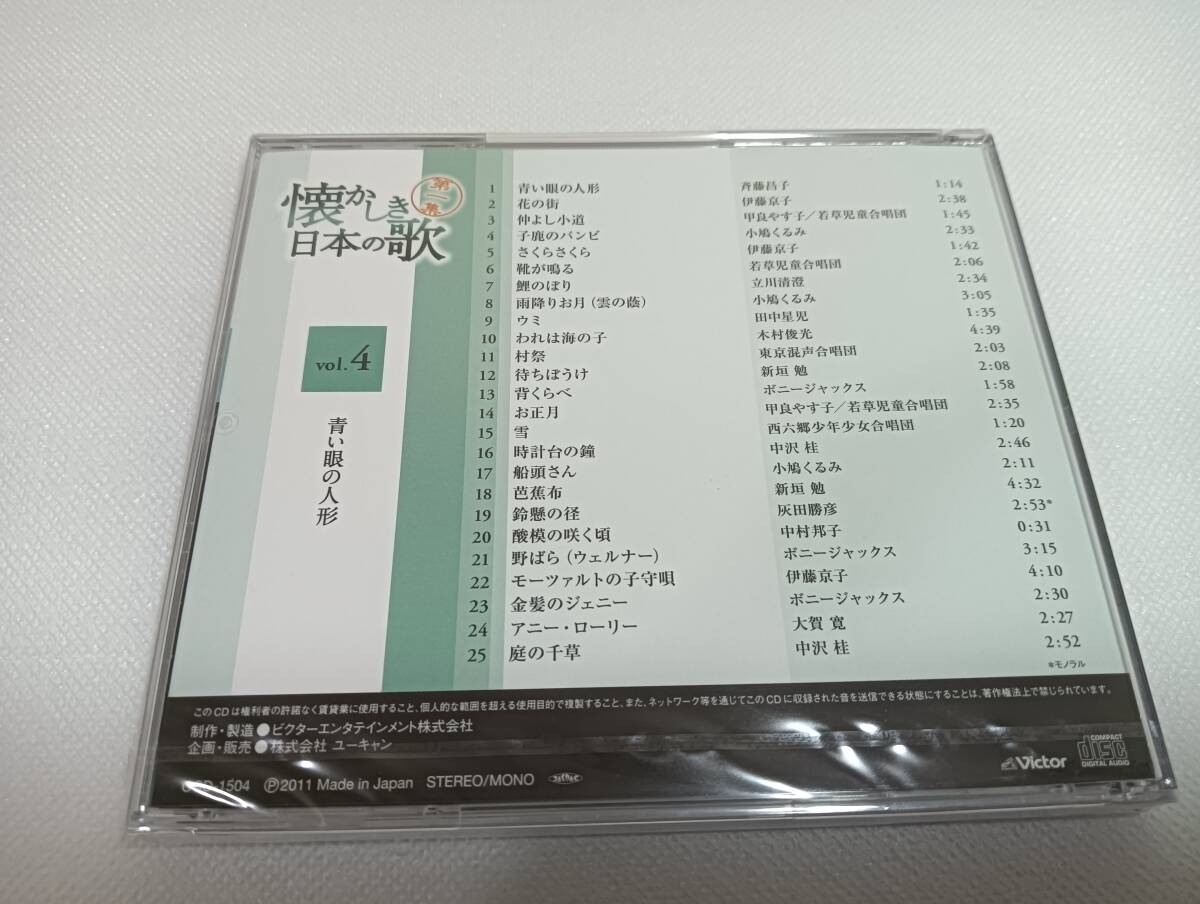 懐かしき
日本の歌
第一集
vol.4
青い眼の人形
1 青い眼の人形 斉藤昌子 1:14
2 花の街 伊藤京子 2:38
3 仲よし小道 甲良やす子／若草児童合唱団 1:45
4 子鹿のバンビ 小鳩くるみ 2:33
5 さくらさくら 伊藤京子 1:42
6 靴が鳴る 若草児童合唱団 2:06
7 鯉のぼり 立川清澄 2:34
8 雨降りお月（雲の蔭） 小鳩くるみ 3:05
9 ウミ 田中星児 1:35
10 われは海の子 木村俊光 4:39
11 村祭 東京混声合唱団 2:03
12 待ちぼうけ 新垣 勉 2:08
13 背くらべ ボニージャックス 1:58
14 お正月 甲良やす子／若草児童合唱団 2:35
15 雪 西六郷少年少女合唱団 1:20
16 時計台の鐘 中沢 桂 2:46
17 船頭さん 小鳩くるみ 2:11
18 芭蕉布 新垣 勉 4:32
19 鈴懸の径 灰田勝彦 2:53*
20 酸模の咲く頃 中村邦子 0:31
21 野ばら（ウェルナー） ボニージャックス 3:15
22 モーツァルトの子守唄 伊藤京子 4:10
23 金髪のジェニー ボニージャックス 2:30
24 アニー・ローリー 大賀 寛 2:27
25 庭の千草 中沢 桂 2:52
*モノラル
このCDは権利者の許諾なく賃貸業に使用すること、個人的な範囲を超える使用目的で複製すること、また、ネットワーク等を通じてこのCDに収録された音を送信できる状態にすることは、著作権法上で禁じられています。
制作・製造●ビクターエンタテインメント株式会社
企画・販売●株式会社 ユーキャン
-1504 Ⓟ2011 Made in Japan STEREO/MONO
Victor
COMPACT
disc
DIGITAL AUDIO